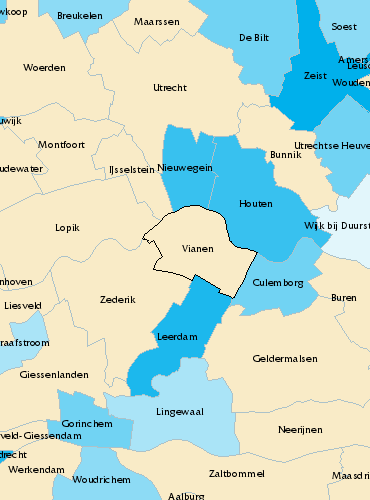 wkoop
Breukelen
Maarssen
De Bilt
Soest
Amers
Leusd
Woerden
Zeist
Wouden
Utrecht
uwijk
Montfoort
Utrechtse Heuve
Bunnik
udewater
IJsselstein
Nieuwegein
Houten
Lopik
Wijk bij Duurst
Vianen
nhoven
Culemborg
Liesveld
Zederik
Buren
raafstroom
Leerdam
Geldermalsen
Giessenlanden
Lingewaal
Gorinchem
Neerijnen
veld-Giessendam
drecht
Werkendam
Woudrichem
Zaltbommel
Maasdri
Aalburg